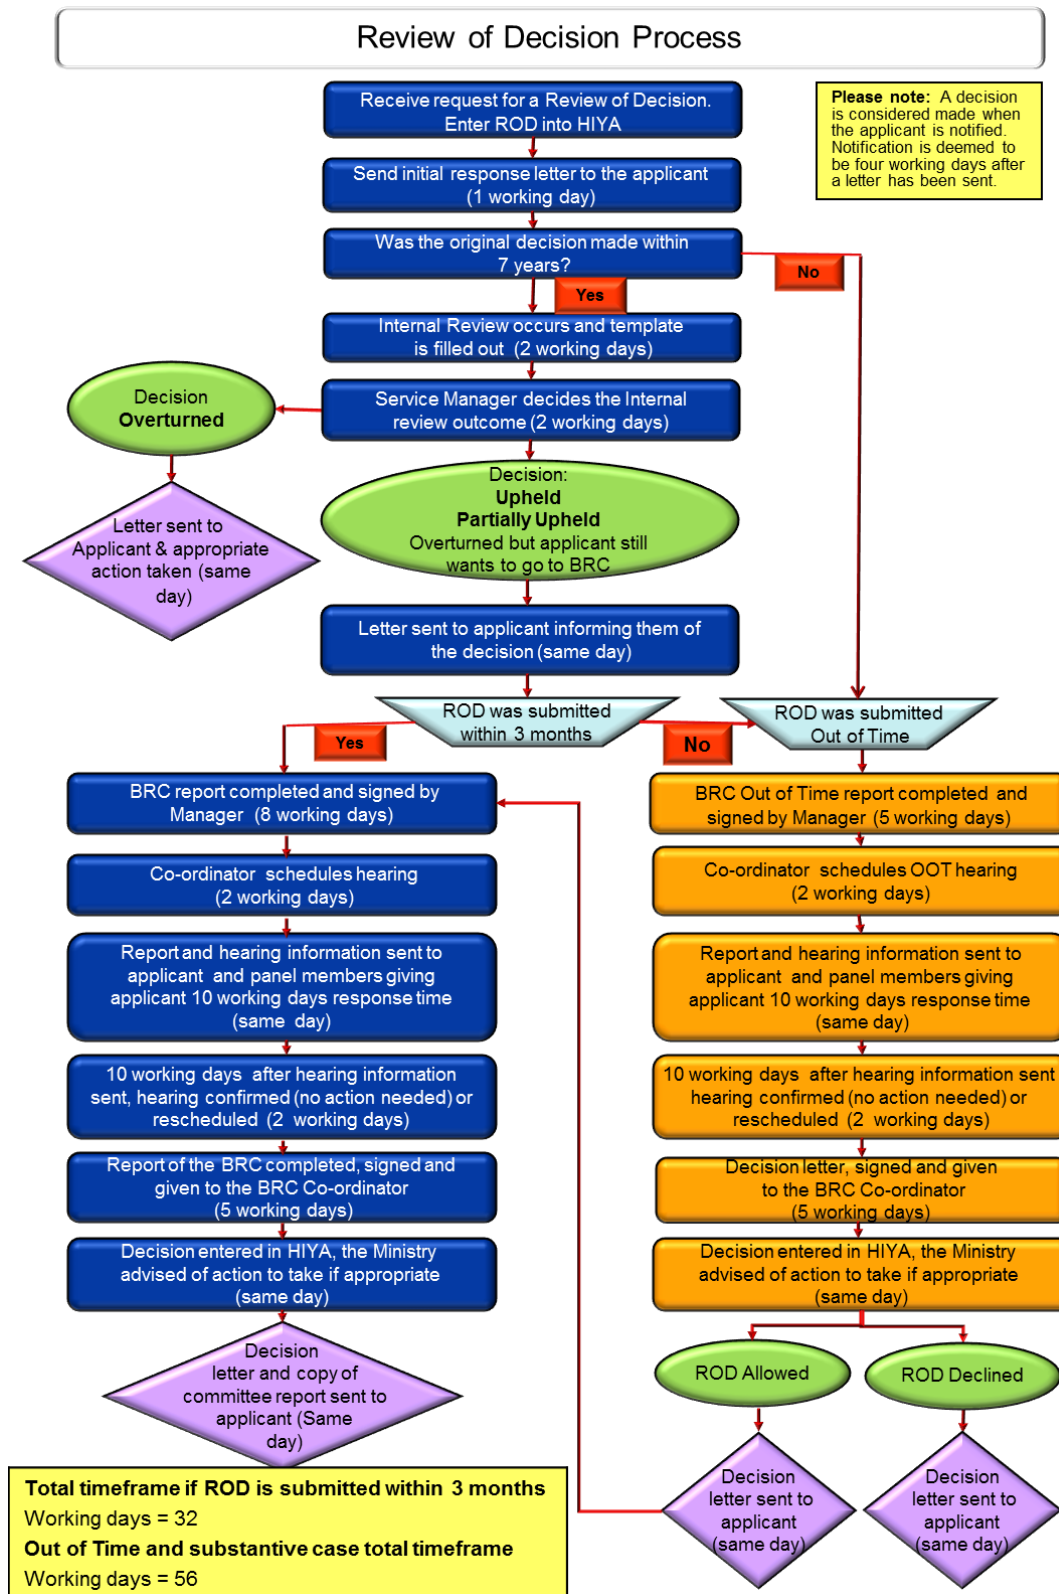 Review of Decision Process
Receive request for a Review of Decision.
Enter ROD into HIYA
Please note: A decision
is considered made when
the applicant is notified.
Notification is deemed to
be four working days after
a letter has been sent.
Send initial response letter to the applicant
(1 working day)
Was the original decision made within
7 years?
No
Yes
Internal Review occurs and template
is filled out (2 working days)
Service Manager decides the Internal
review outcome (2 working days)
Decision
Overturned
Letter sent to
Applicant & appropriate
action taken (same
day)
Decision:
Upheld
Partially Upheld
Overturned but applicant still
wants to go to BRC
Letter sent to applicant informing them of
the decision (same day)
ROD was submitted
within 3 months
Yes
No
ROD was submitted
Out of Time
BRC report completed and signed by
Manager (8 working days)
Co-ordinator schedules hearing
(2 working days)
Report and hearing information sent to
applicant and panel members giving
applicant 10 working days response time
(same day)
10 working days after hearing information
sent, hearing confirmed (no action needed) or
rescheduled (2 working days)
Report of the BRC completed, signed and
given to the BRC Co-ordinator
(5 working days)
Decision entered in HIYA, the Ministry
advised of action to take if appropriate
(same day)
Decision
letter and copy of
committee report sent to
applicant (Same
day)
BRC Out of Time report completed and
signed by Manager (5 working days)
Co-ordinator schedules OOT hearing
(2 working days)
Report and hearing information sent to
applicant and panel members giving
applicant 10 working days response time
(same day)
10 working days after hearing information sent
hearing confirmed (no action needed) or
rescheduled (2 working days)
Decision letter, signed and given
to the BRC Co-ordinator
(5 working days)
Decision entered in HIYA, the Ministry
advised of action to take if appropriate
(same day)
ROD Allowed
ROD Declined
Decision
letter sent to
applicant
(same day)
Decision
letter sent to
applicant
(same day)
Total timeframe if ROD is submitted within 3 months
Working days = 32
Out of Time and substantive case total timeframe
Working days = 56